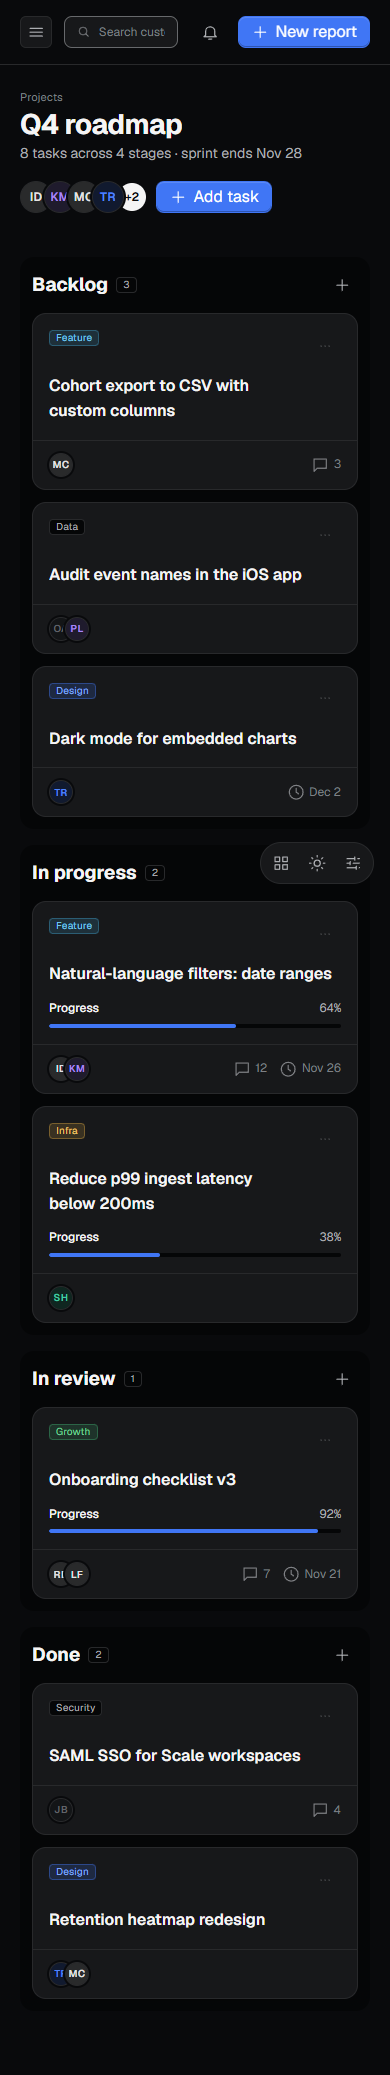 Search cust
New report
Projects
Q4 roadmap
8 tasks across 4 stages · sprint ends Nov 28
ID KM MC TR +2
Add task
Backlog 3
Feature
Cohort export to CSV with
custom columns
MC 3
Data
Audit event names in the iOS app
PL
Design
Dark mode for embedded charts
TR Dec 2
In progress 2
Feature
Natural-language filters: date ranges
Progress 64%
ID KM 12 Nov 26
Infra
Reduce p99 ingest latency
below 200ms
Progress 38%
SH
In review 1
Growth
Onboarding checklist v3
Progress 92%
LF 7 Nov 21
Done 2
Security
SAML SSO for Scale workspaces
JB 4
Design
Retention heatmap redesign
TR MC